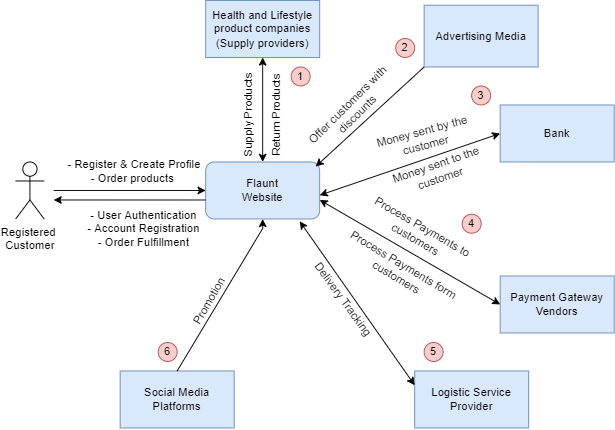 Health and Lifestyle
product companies
(Supply providers)
Advertising Media
1
2
3
Supply Products
Return Products
Offer customers with
discounts
Bank
Money sent by the
customer
Money sent to the
customer
- Register & Create Profile
- Order products
Flaunt
Website
Registered
Customer
- User Authentication
- Account Registration
- Order Fulfillment
4
Process Payments to
customers
Process Payments form
customers
Payment Gateway
Vendors
Promotion
Delivery Tracking
6
5
Social Media
Platforms
Logistic Service
Provider